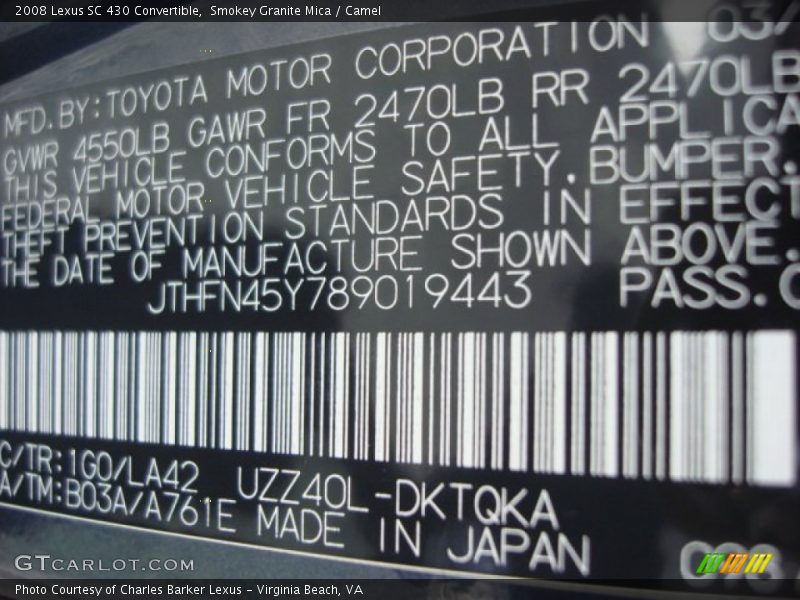 2008 Lexus SC 430 Convertible, Smokey Granite Mica / Camel
MFD. BY: TOYOTA MOTOR CORPORATION 03/
GVWR 4550LB GAWR FR 2470LB RR 2470LB
THIS VEHICLE CONFORMS TO ALL APPLICA
FEDERAL MOTOR VEHICLE SAFETY, BUMPER,
THEFT PREVENTION STANDARDS IN EFFECT
THE DATE OF MANUFACTURE SHOWN ABOVE.
JTHFN45Y789019443 PASS.C
C/TR:1G0/LA42 UZZ40L-DKTQKA
A/TM:B03A/A761E MADE IN JAPAN
GTCARLOT.COM
Photo Courtesy of Charles Barker Lexus - Virginia Beach, VA